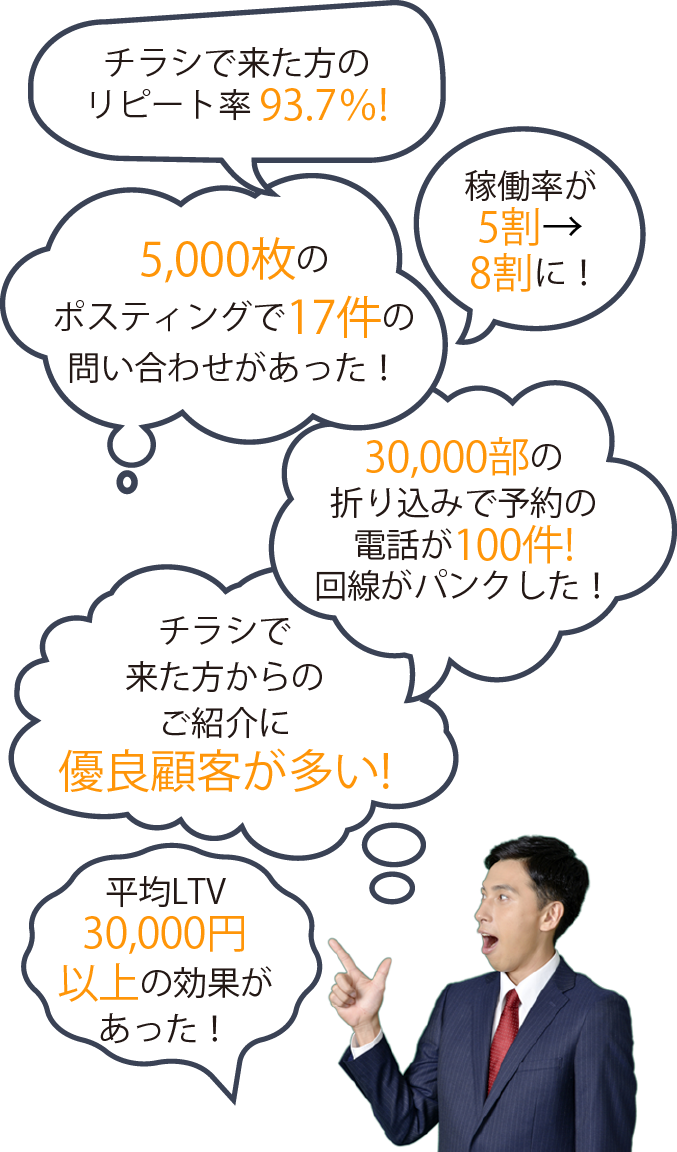 チラシで来た方の
リピート率 93.7%!
稼働率が
5割→
8割に！
5,000枚の
ポスティングで17件の
問い合わせがあった！
30,000部の
折り込みで予約の
電話が100件!
回線がパンクした！
チラシで
来た方からの
ご紹介に
優良顧客が多い!
平均LTV
30,000円
以上の効果が
あった！